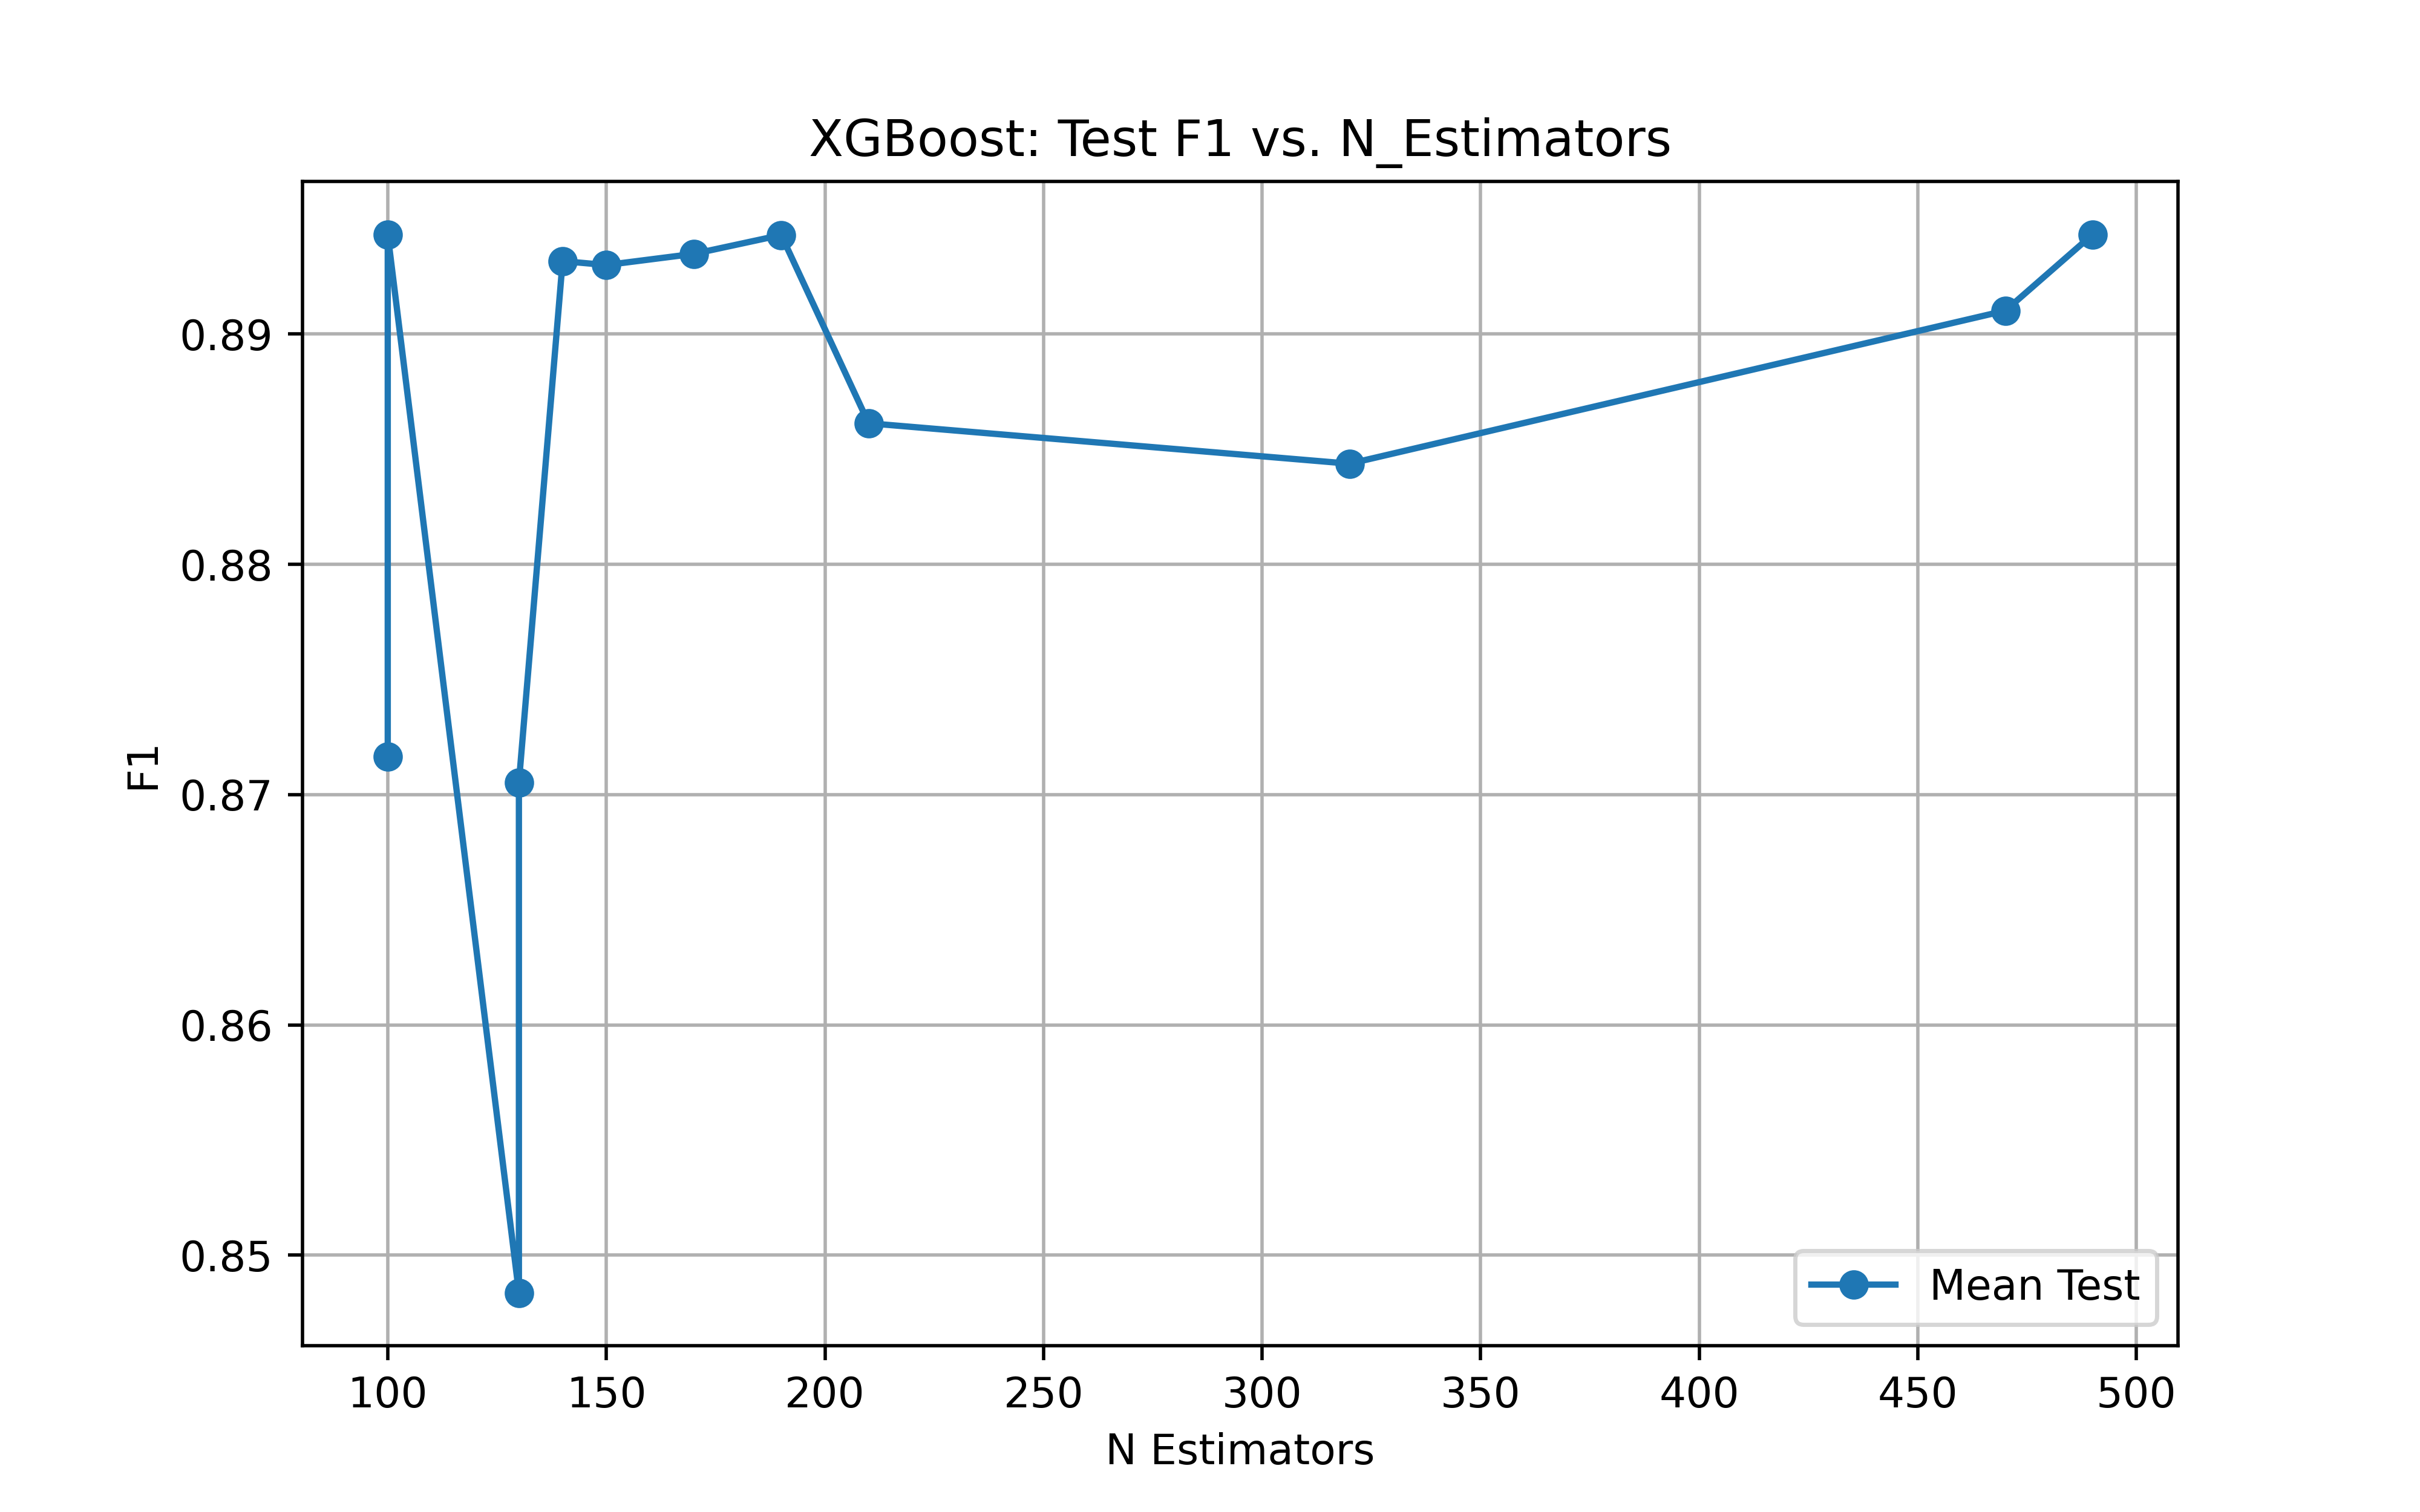 XGBoost: Test F1 vs. N_Estimators
F1
0.89
0.88
0.87
0.86
0.85
Mean Test
100 150 200 250 300 350 400 450 500
N Estimators